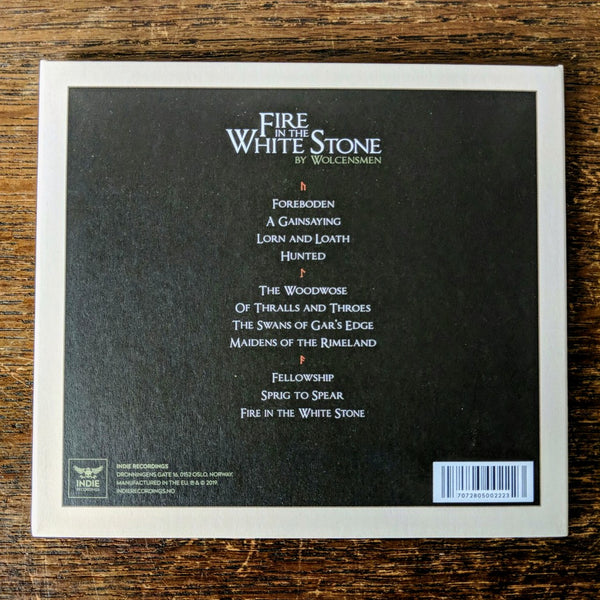 FIRE
IN THE
WHITE STONE
BY WOLCENSMEN
ᚢ
FOREBODEN
A GAINSAYING
LORN AND LOATH
HUNTED
ᛚ
THE WOODWOSE
OF THRALLS AND THROES
THE SWANS OF GAR'S EDGE
MAIDENS OF THE RIMELAND
ᚩ
FELLOWSHIP
SPRIG TO SPEAR
FIRE IN THE WHITE STONE
INDIE
RECORDINGS
INDIE RECORDINGS
DRONNINGENS GATE 16, 0152 OSLO, NORWAY.
MANUFACTURED IN THE EU. ℗ & © 2019.
INDIERECORDINGS.NO
7072805002223